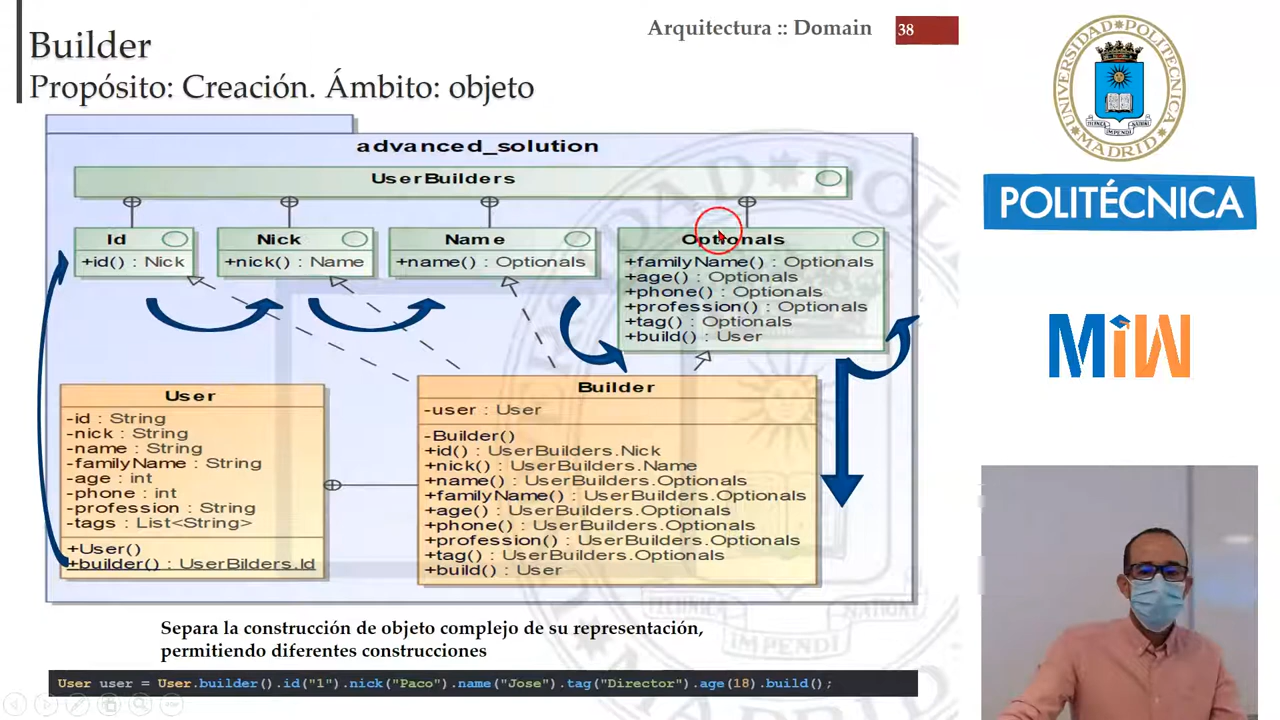 Arquitectura :: Domain
38
Builder
Propósito: Creación. Ámbito: objeto
advanced_solution
UserBuilders
Id
+id() : Nick
Nick
+nick() : Name
Name
+name() : Optionals
Optionals
+familyName() : Optionals
+age() : Optionals
+phone() : Optionals
+profession() : Optionals
+tag() : Optionals
+build() : User
User
-id : String
-nick : String
-name : String
-familyName : String
-age : int
-phone : int
-profession : String
-tags : List<String>
+User()
+builder() : UserBilders.Id
Builder
-user : User
-Builder()
+id() : UserBuilders.Nick
+nick() : UserBuilders.Name
+name() : UserBuilders.Optionals
+familyName() : UserBuilders.Optionals
+age() : UserBuilders.Optionals
+phone() : UserBuilders.Optionals
+profession() : UserBuilders.Optionals
+tag() : UserBuilders.Optionals
+build() : User
Separa la construcción de objeto complejo de su representación,
permitiendo diferentes construcciones
User user = User.builder().id("1").nick("Paco").name("Jose").tag("Director").age(18).build();
UNIVERSIDAD POLITÉCNICA
MADRID
POLITÉCNICA
MiW